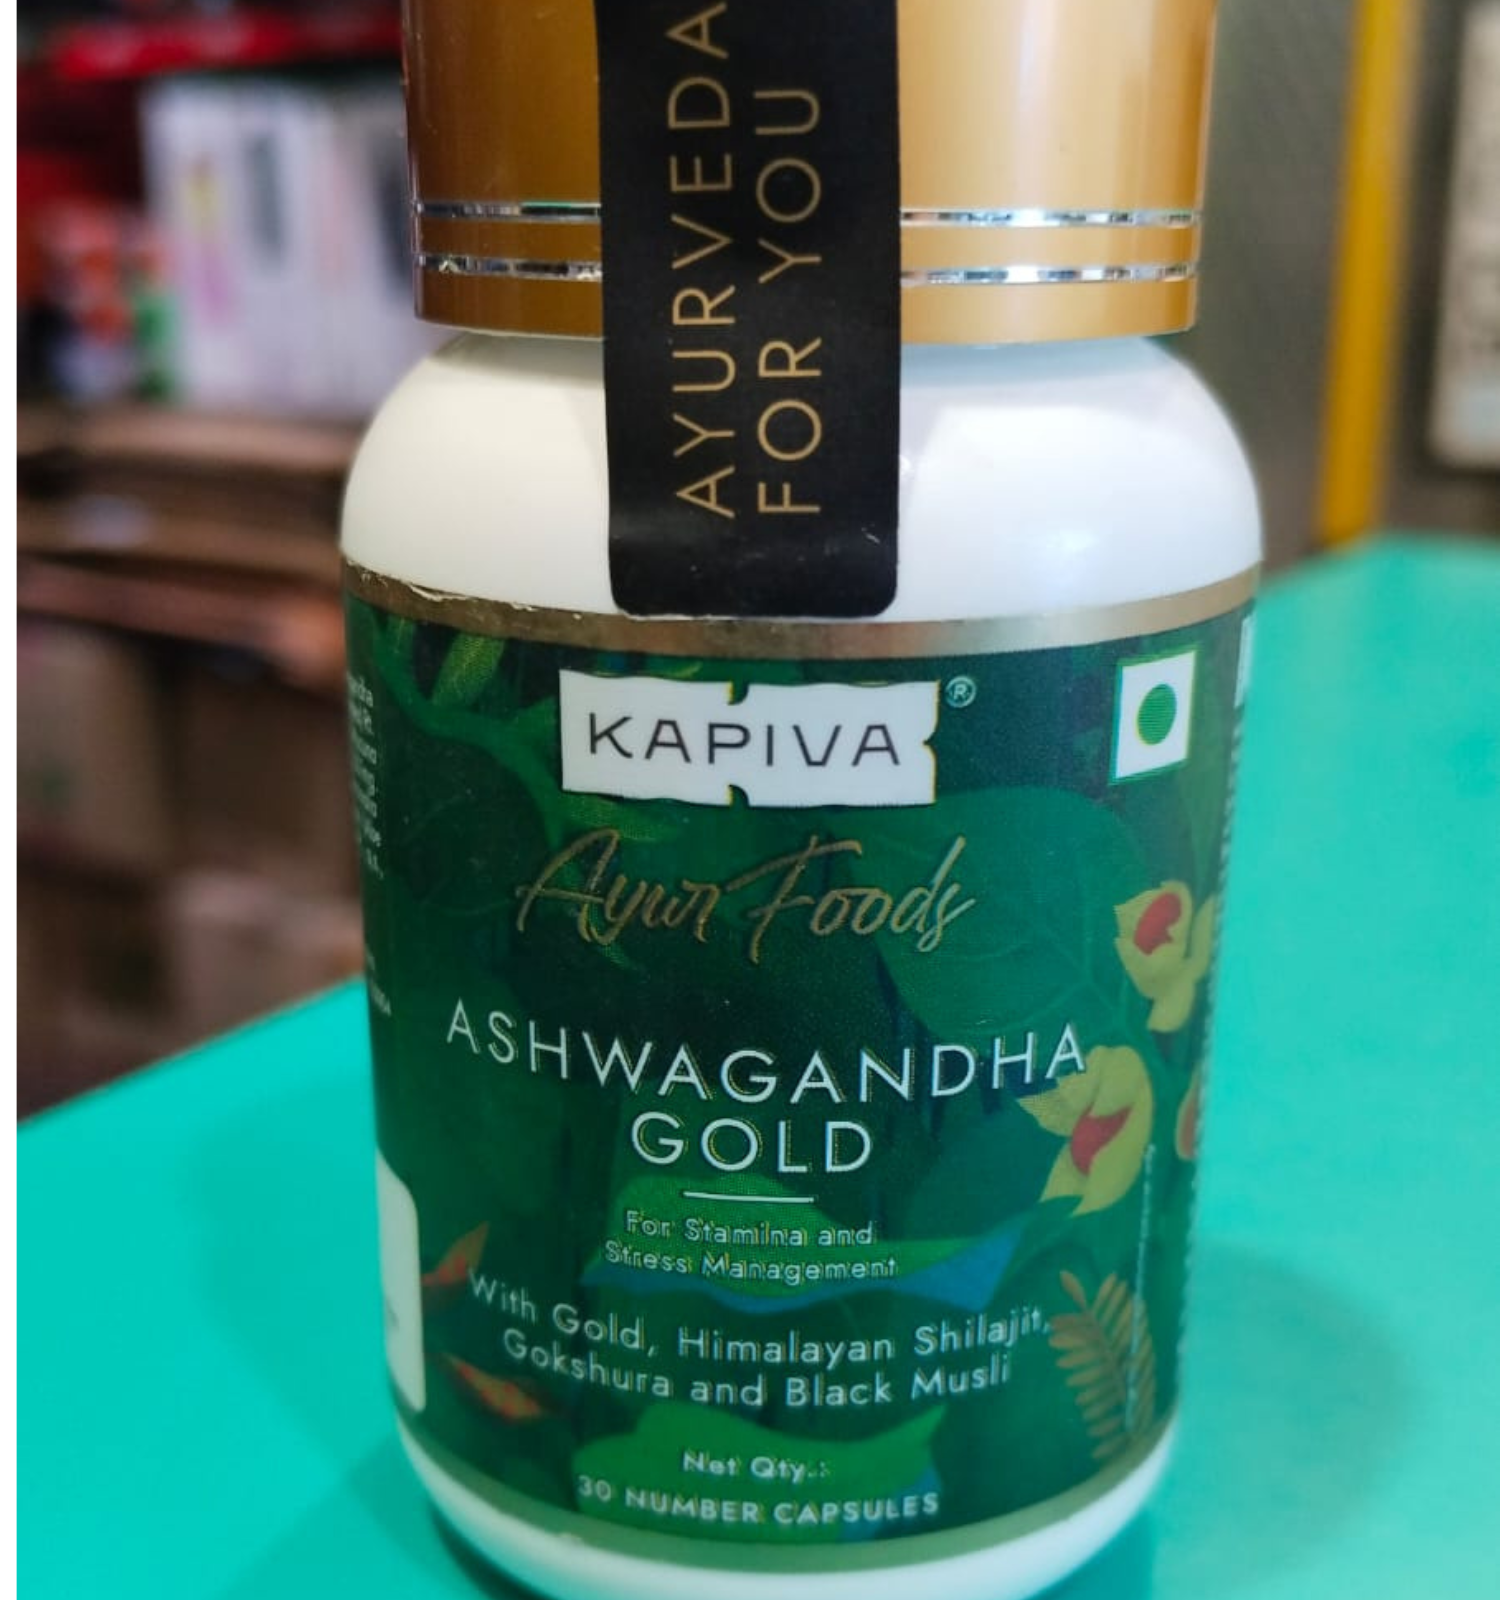 AYURVEDA
FOR YOU
KAPIVA®
Ayur Foods
ASHWAGANDHA
GOLD
For Stamina and
Stress Management
With Gold, Himalayan Shilajit,
Gokshura and Black Musli
Net Qty.:
30 NUMBER CAPSULES